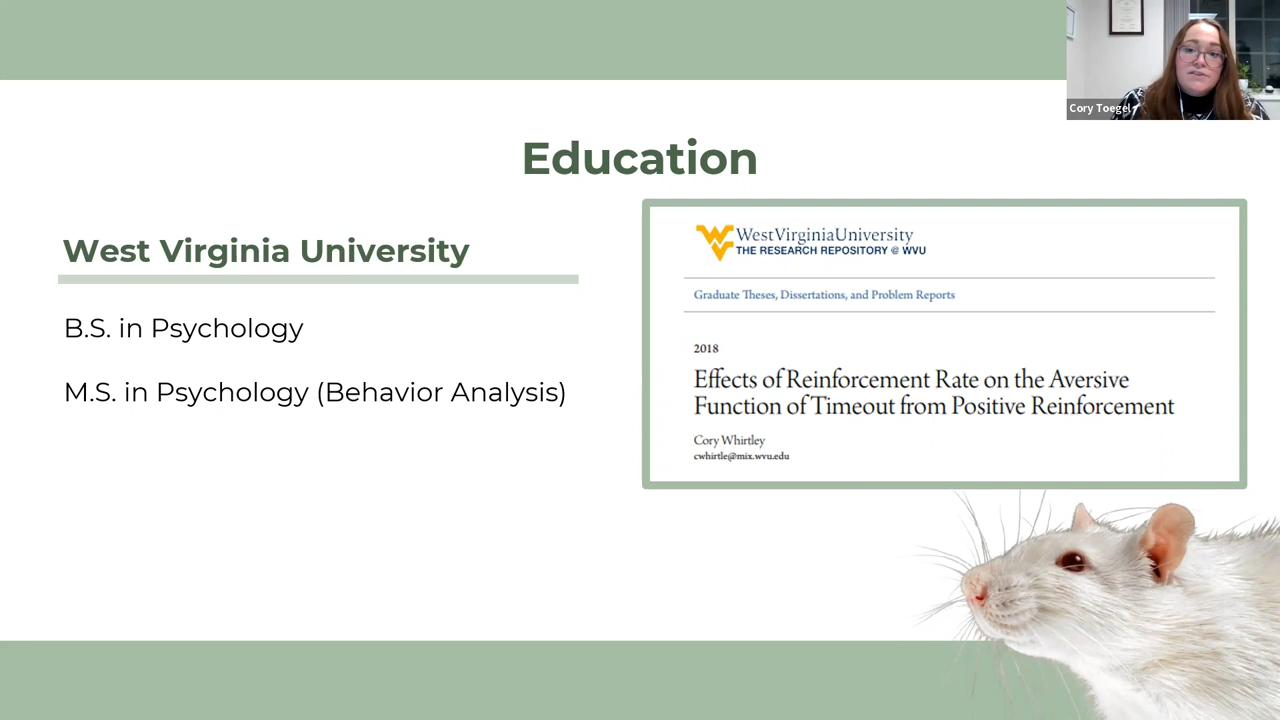 Cory Toegel
Education
West Virginia University
B.S. in Psychology
M.S. in Psychology (Behavior Analysis)
WestVirginiaUniversity
THE RESEARCH REPOSITORY @ WVU
Graduate Theses, Dissertations, and Problem Reports
2018
Effects of Reinforcement Rate on the Aversive
Function of Timeout from Positive Reinforcement
Cory Whirtley
cwhirtle@mix.wvu.edu